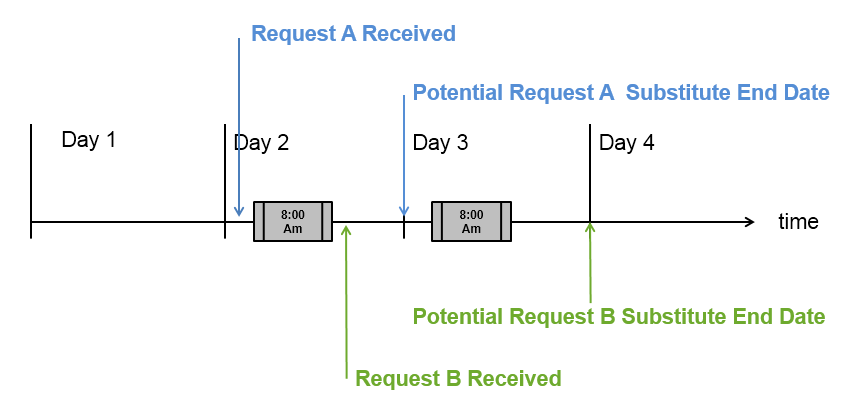 Request A Received
Potential Request A  Substitute End Date
Day 1
Day 2
Day 3
Day 4
8:00
Am
8:00
Am
time
Potential Request B Substitute End Date
Request B Received